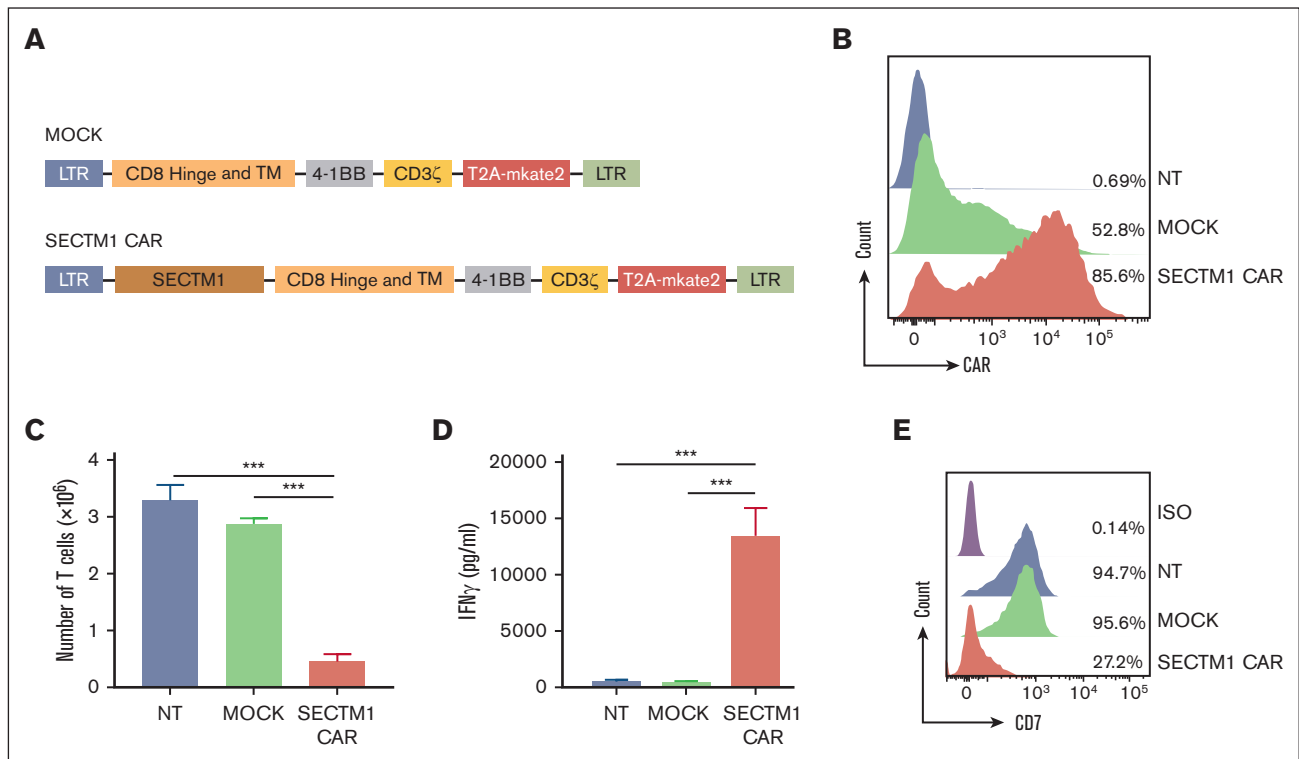 A
MOCK
LTR CD8 Hinge and TM 4-1BB CD3ζ T2A-mkate2 LTR
SECTM1 CAR
LTR SECTM1 CD8 Hinge and TM 4-1BB CD3ζ T2A-mkate2 LTR
B
Count
0.69% NT
52.8% MOCK
85.6% SECTM1 CAR
0 10³ 10⁴ 10⁵
CAR
C
Number of T cells (×10⁶)
4
3
2
1
0
***
***
NT MOCK SECTM1
CAR
D
IFNγ (pg/ml)
20000
15000
10000
5000
0
***
***
NT MOCK SECTM1
CAR
E
Count
0.14% ISO
94.7% NT
95.6% MOCK
27.2% SECTM1 CAR
0 10³ 10⁴ 10⁵
CD7